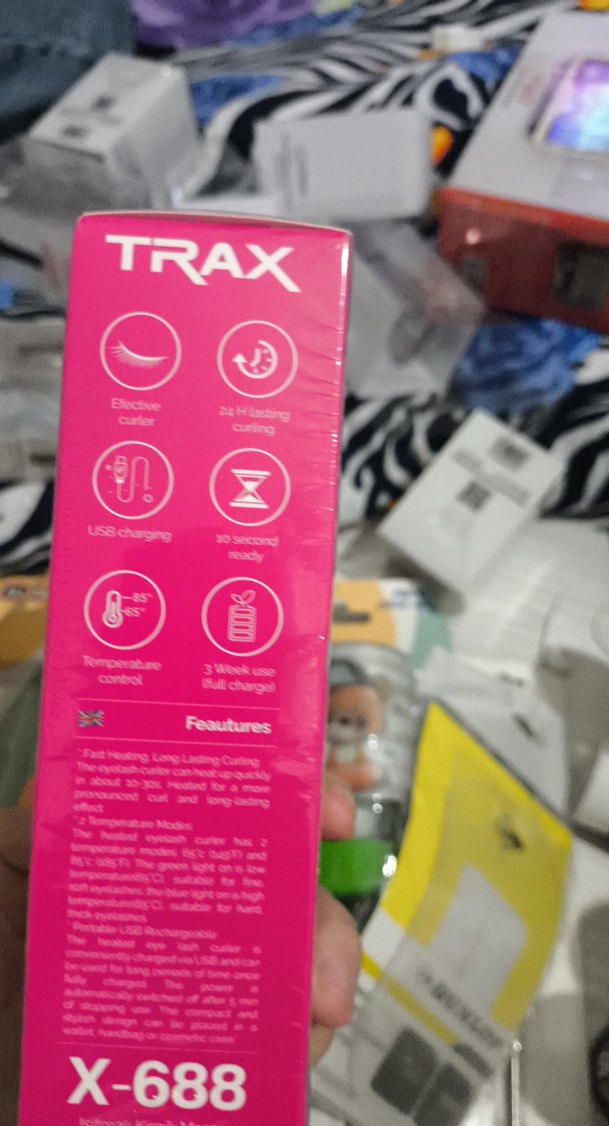 TRAX
Effective
curler
24 H lasting
curling
USB charging
10 second
ready
85°
65°
Temperature
control
3 Week use
(full charge)
Feautures
* Fast Heating, Long Lasting Curling
The eyelash curler can heat up quickly
in about 10-30s. Heated for a more
pronounced curl and long-lasting
effect.
* 2 Temperature Modes
The heated eyelash curler has 2
temperature modes, 65°c (149°F) and
85°c (185°F). The green light on is low
temperature(65°C), suitable for fine,
soft eyelashes, the blue light on is high
temperature(85°C), suitable for hard,
thick eyelashes.
* Portable USB Rechargeable
The heated eye lash curler is
conveniently charged via USB and can
be used for long periods of time once
fully charged. The power is
automatically switched off after 5 min
of stopping use. The compact and
stylish design can be placed in a
wallet, handbag or cosmetic case.
X-688